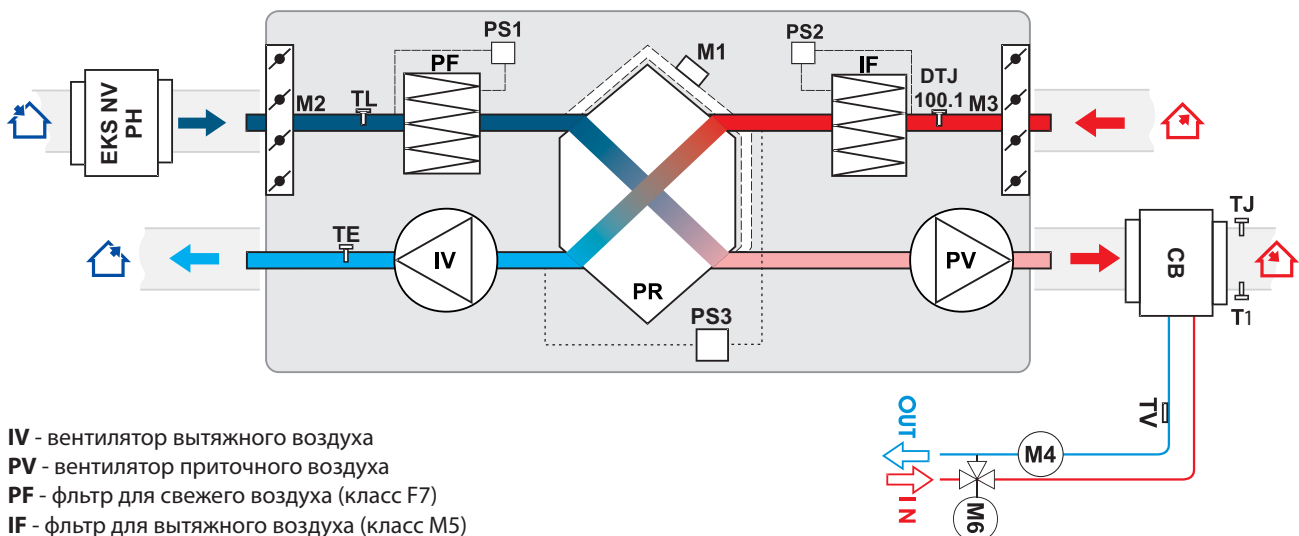 PS1
PS2
M1
PF
IF
DTJ
100.1
M2
TL
M3
EKS NV
PH
TE
IV
PR
PS3
PV
CB
TJ
T1
TV
OUT
M4
IN
M6
IV - вентилятор вытяжного воздуха
PV - вентилятор приточного воздуха
PF - фльтр для свежего воздуха (класс F7)
IF - фльтр для вытяжного воздуха (класс M5)